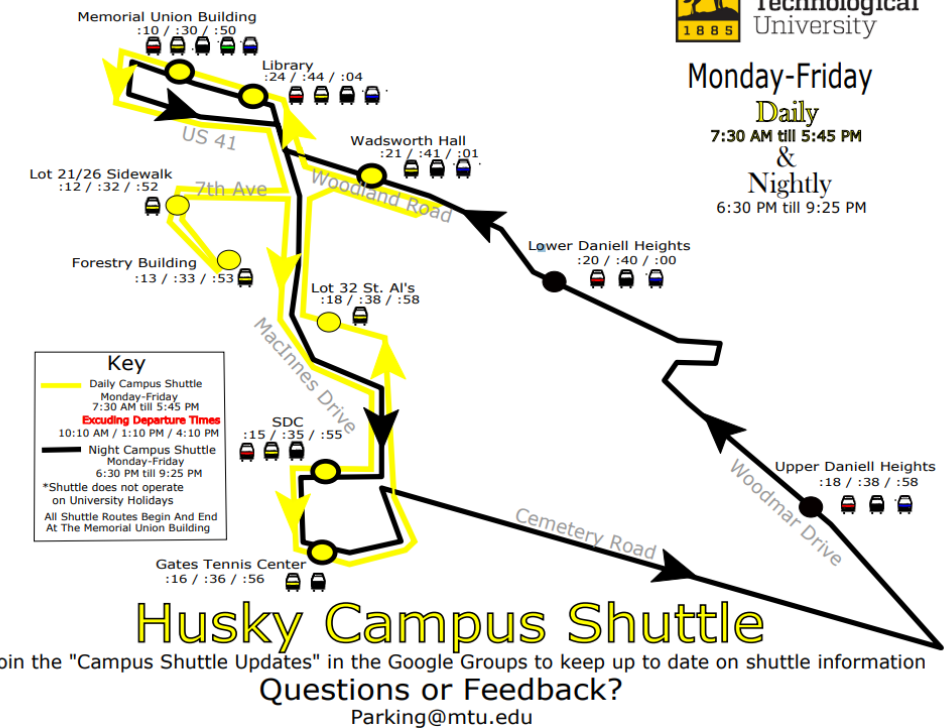 Technological
University
1885
Monday-Friday
Daily
7:30 AM till 5:45 PM
&
Nightly
6:30 PM till 9:25 PM
Memorial Union Building
:10 / :30 / :50
Library
:24 / :44 / :04
US 41
Wadsworth Hall
:21 / :41 / :01
Lot 21/26 Sidewalk
:12 / :32 / :52
7th Ave
Woodland Road
Forestry Building
:13 / :33 / :53
Lower Daniell Heights
:20 / :40 / :00
Lot 32 St. Al's
:18 / :38 / :58
MacInnes Drive
Key
Daily Campus Shuttle
Monday-Friday
7:30 AM till 5:45 PM
Excuding Departure Times
10:10 AM / 1:10 PM / 4:10 PM
Night Campus Shuttle
Monday-Friday
6:30 PM till 9:25 PM
*Shuttle does not operate
on University Holidays
All Shuttle Routes Begin And End
At The Memorial Union Building
SDC
:15 / :35 / :55
Upper Daniell Heights
:18 / :38 / :58
Woodmar Drive
Cemetery Road
Gates Tennis Center
:16 / :36 / :56
Husky Campus Shuttle
oin the "Campus Shuttle Updates" in the Google Groups to keep up to date on shuttle information
Questions or Feedback?
Parking@mtu.edu